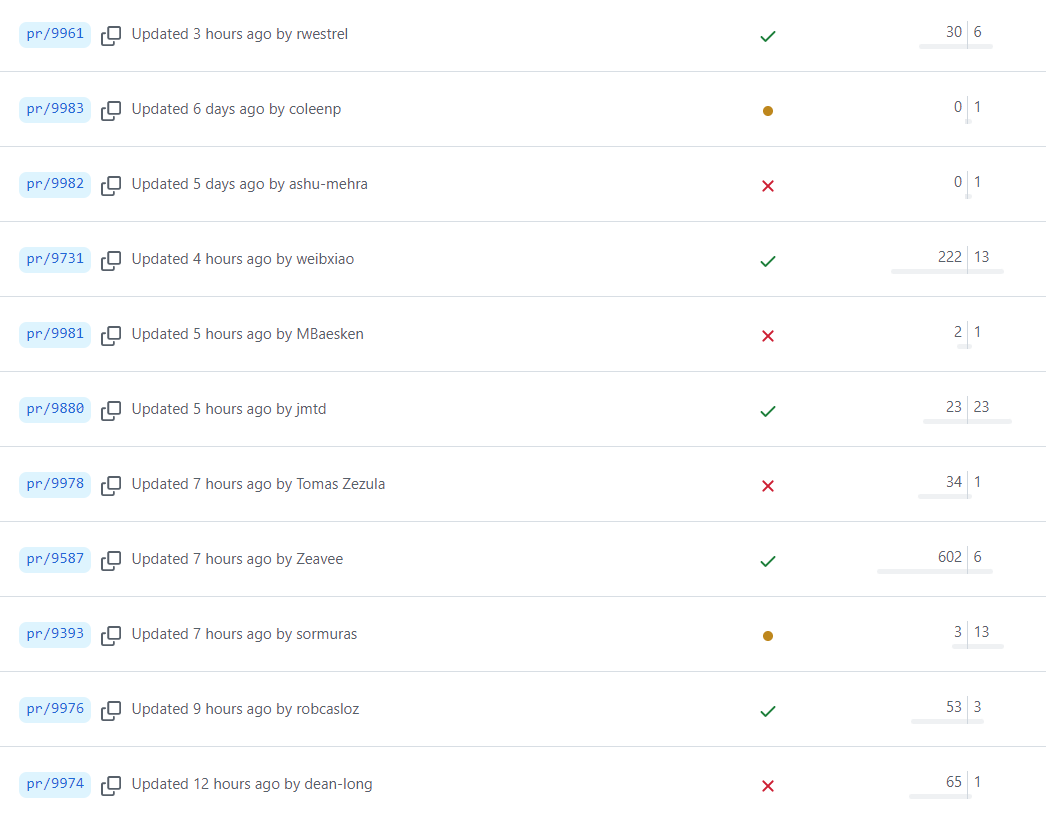 pr/9961 Updated 3 hours ago by rwestrel 30 6
pr/9983 Updated 6 days ago by coleenp 0 1
pr/9982 Updated 5 days ago by ashu-mehra 0 1
pr/9731 Updated 4 hours ago by weibxiao 222 13
pr/9981 Updated 5 hours ago by MBaesken 2 1
pr/9880 Updated 5 hours ago by jmtd 23 23
pr/9978 Updated 7 hours ago by Tomas Zezula 34 1
pr/9587 Updated 7 hours ago by Zeavee 602 6
pr/9393 Updated 7 hours ago by sormuras 3 13
pr/9976 Updated 9 hours ago by robcasloz 53 3
pr/9974 Updated 12 hours ago by dean-long 65 1